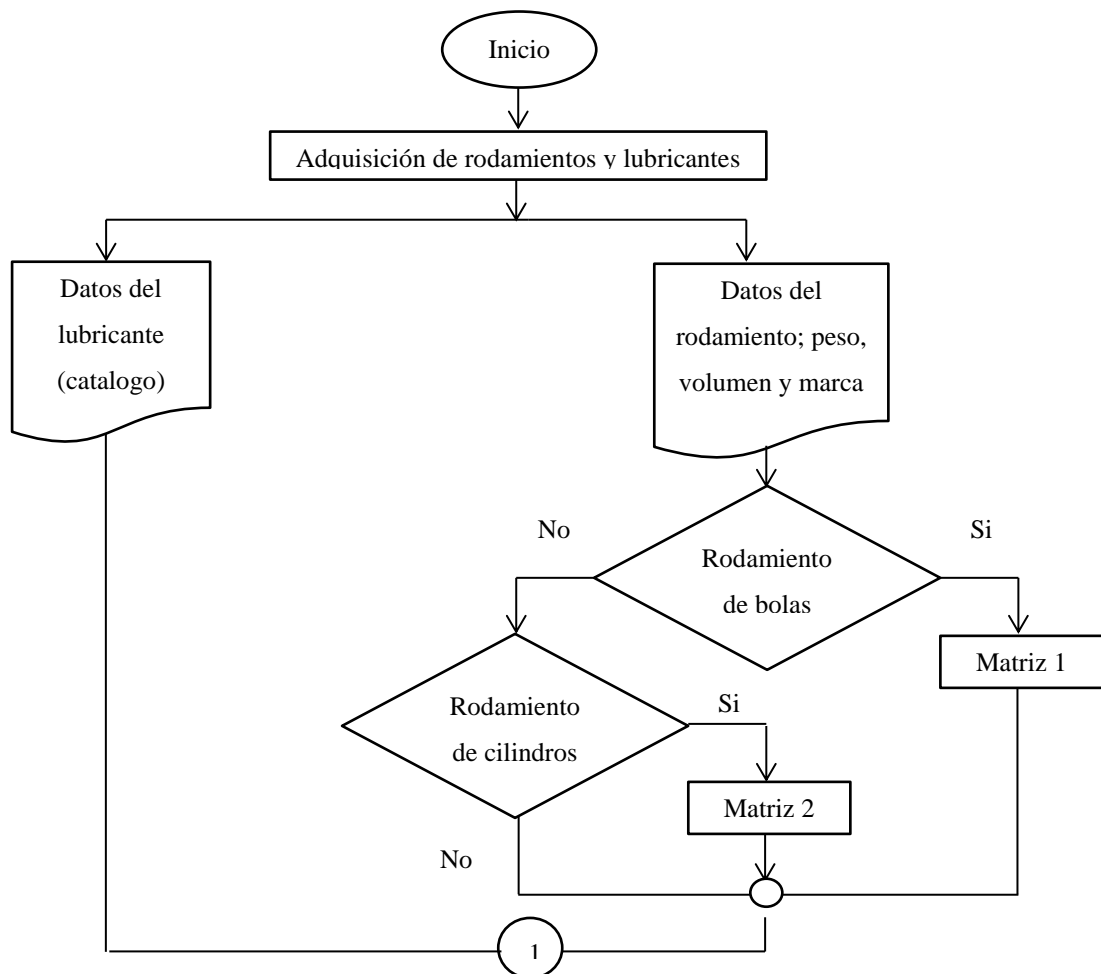 Inicio
Adquisición de rodamientos y lubricantes
Datos del
lubricante
(catalogo)
Datos del
rodamiento; peso,
volumen y marca
No
Si
Rodamiento
de bolas
Matriz 1
Rodamiento
de cilindros
Si
Matriz 2
No
1